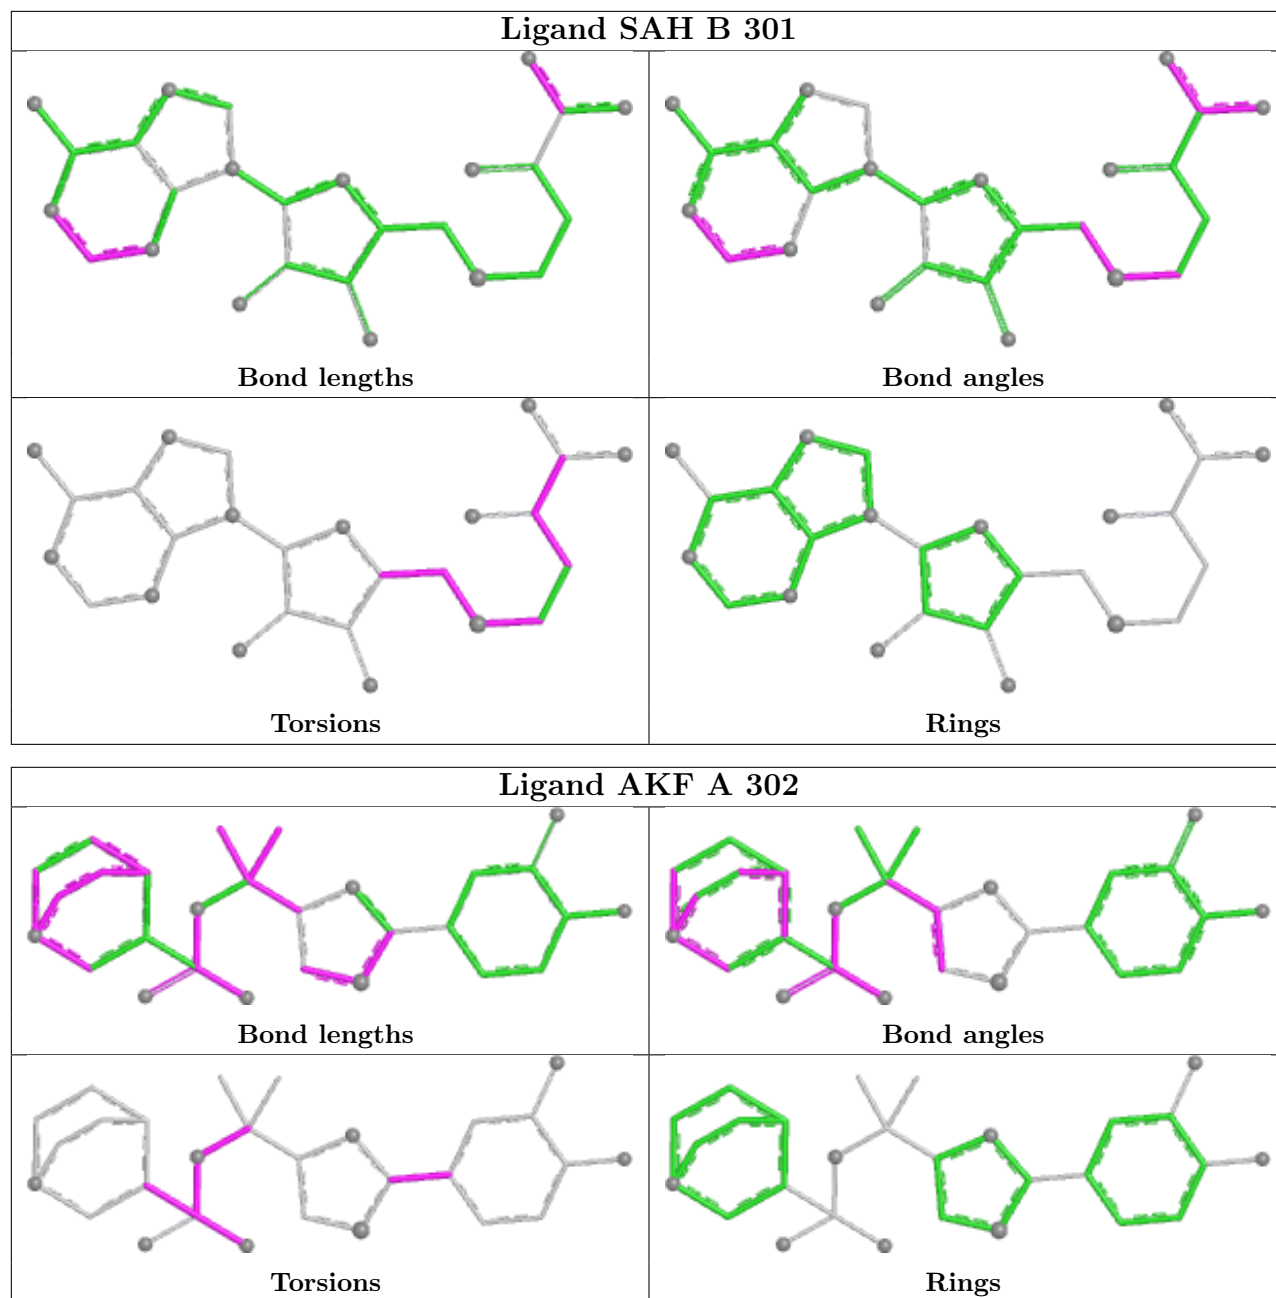 Ligand SAH B 301
Bond lengths
Bond angles
Torsions
Rings
Ligand AKF A 302
Bond lengths
Bond angles
Torsions
Rings